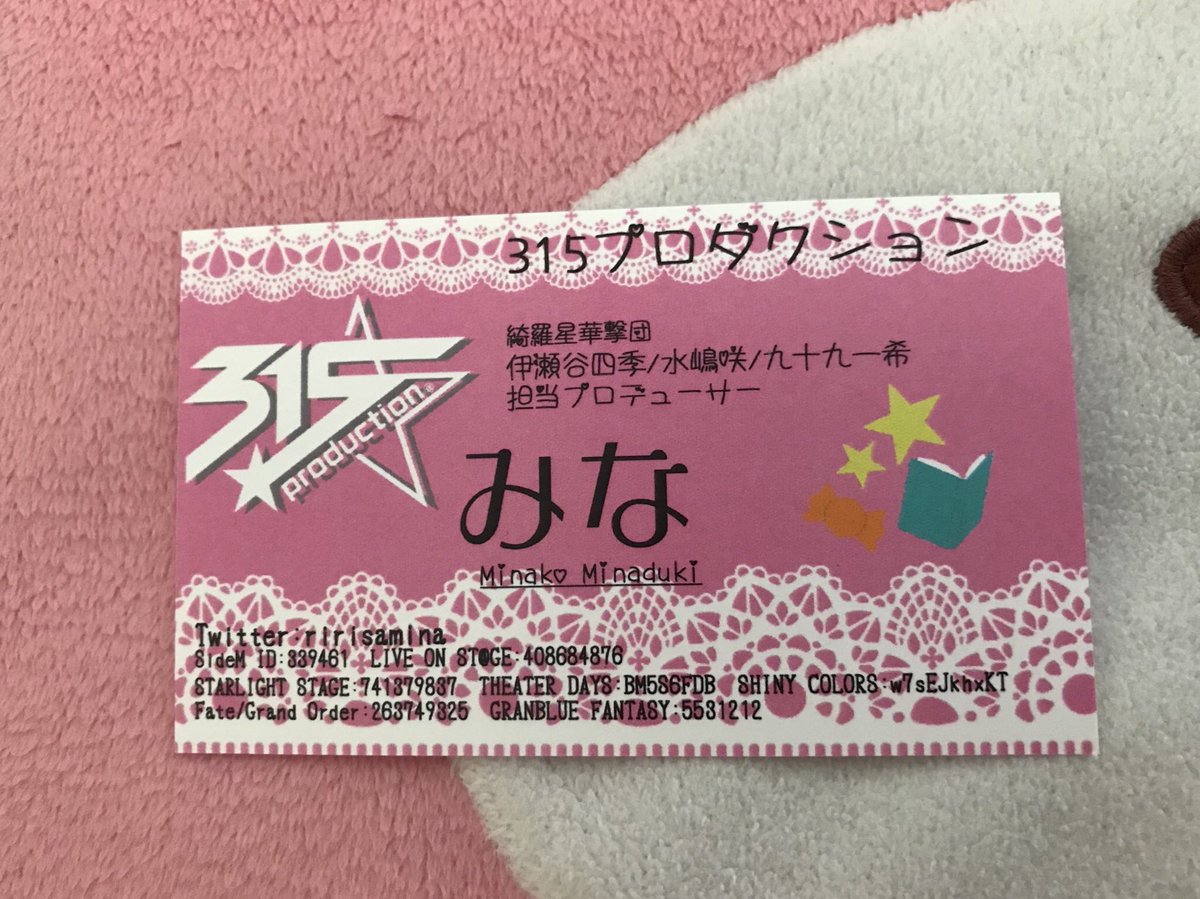 315プロダクション
315 production®
綺羅星華撃団
伊瀬谷四季/水嶋咲/九十九一希
担当プロデューサー
みな
Minako Minaduki
Twitter:ririsamina
SideM ID:339461 LIVE ON ST@GE:408684876
STARLIGHT STAGE:741379837 THEATER DAYS:BM5S6FDB SHINY COLORS:w7sEJkhxKT
Fate/Grand Order:263749325 GRANBLUE FANTASY:5531212